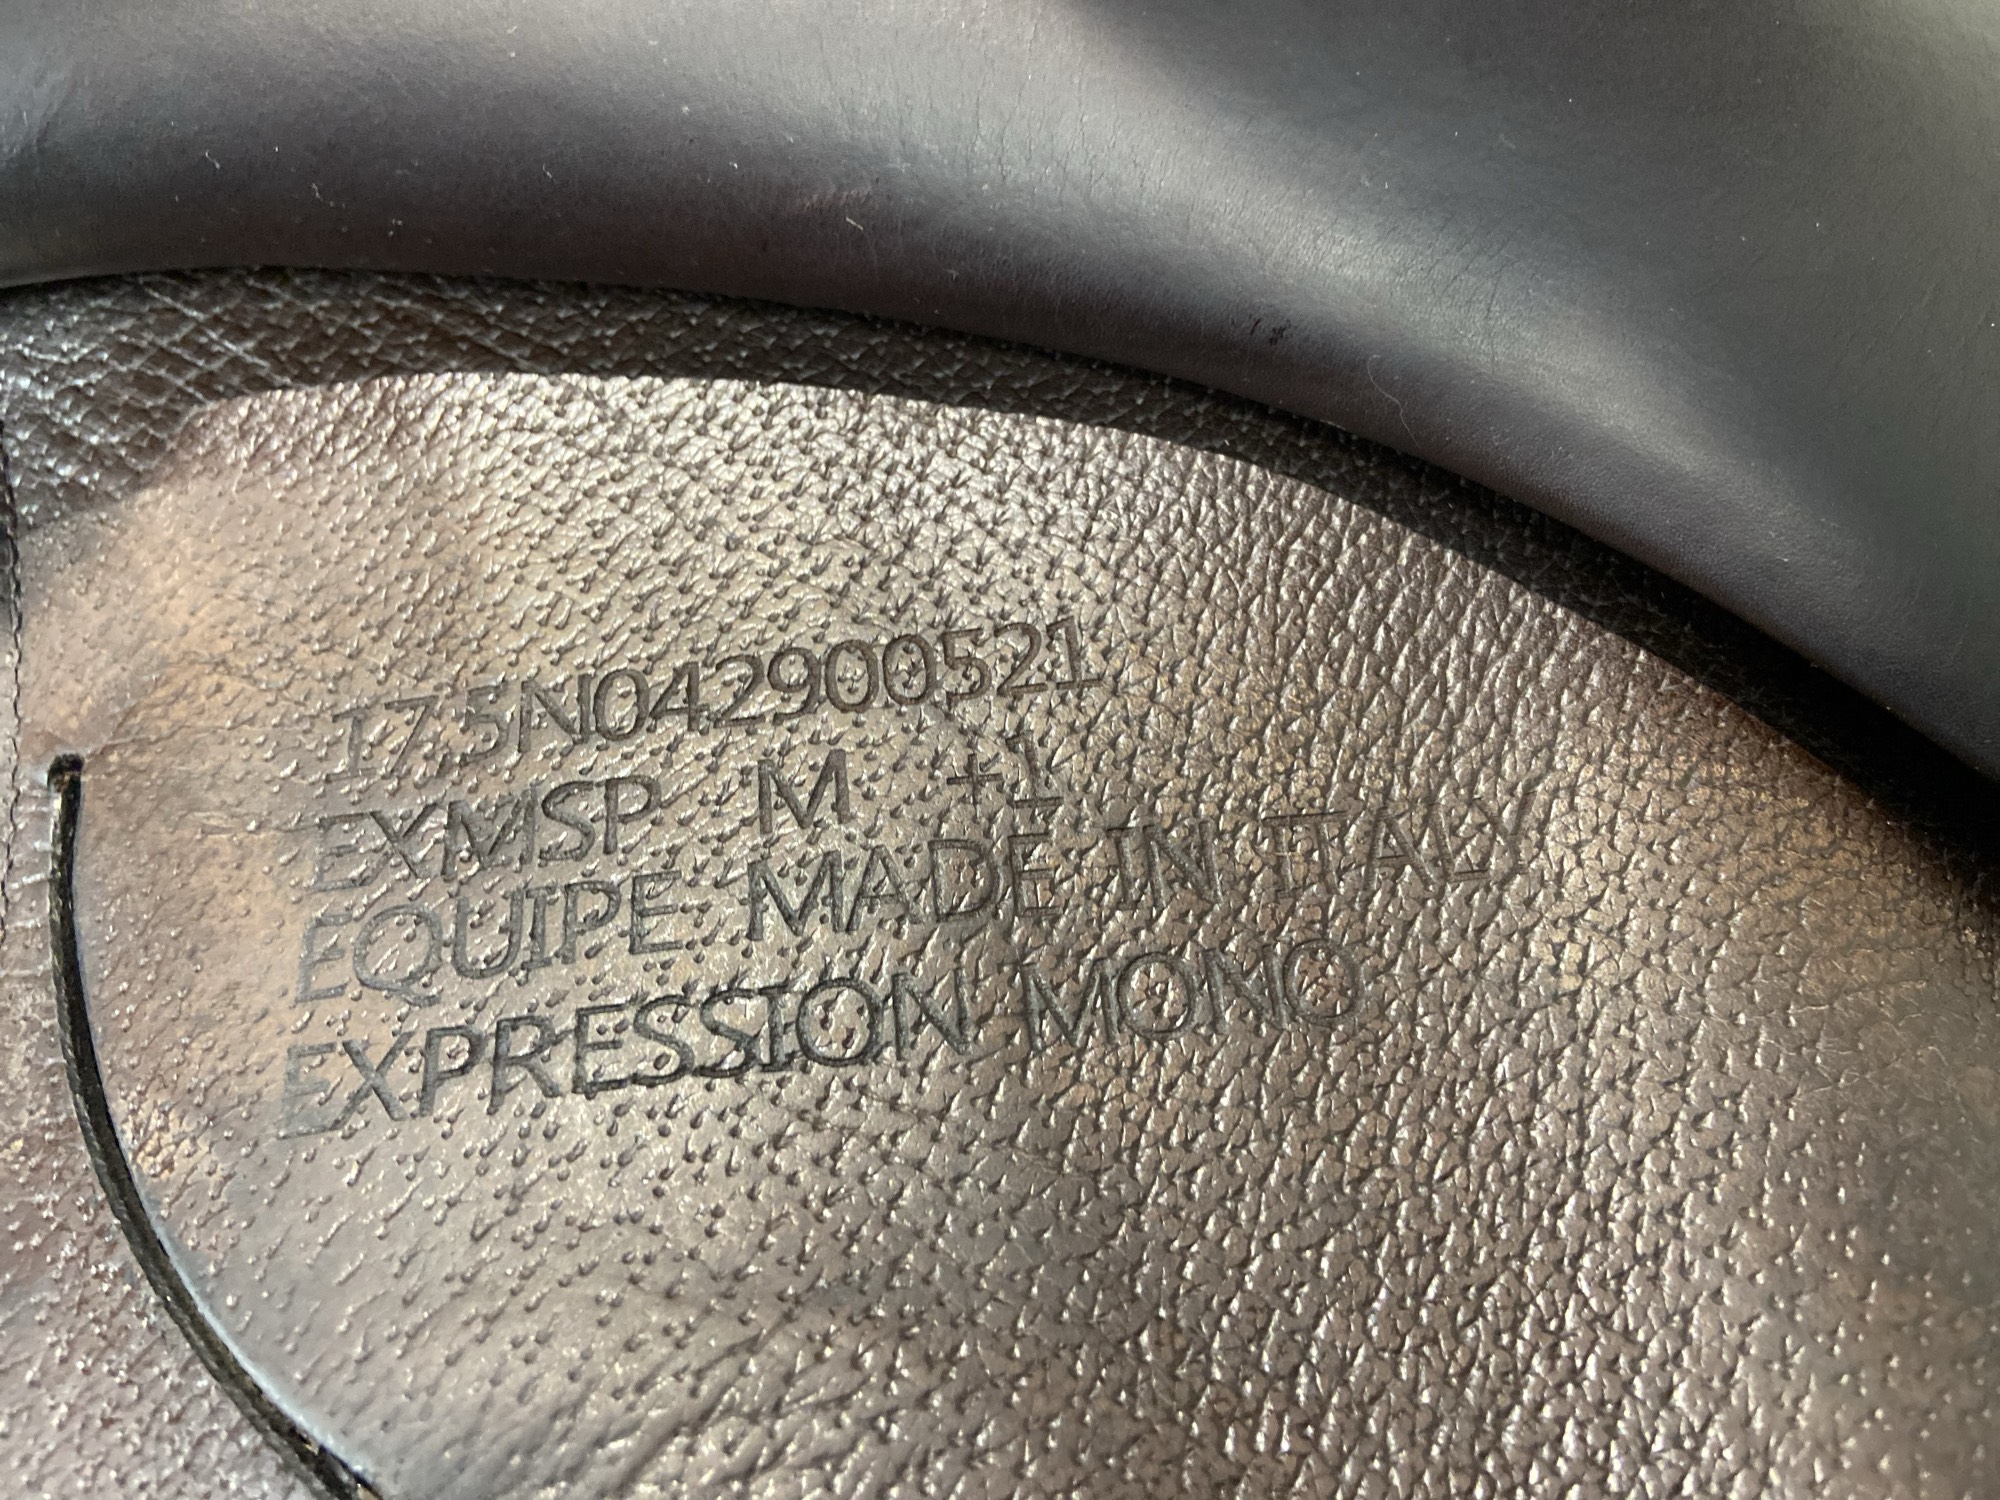 17,5N042900521
EXMSP M +1
EQUIPE MADE IN ITALY
EXPRESSION MONO